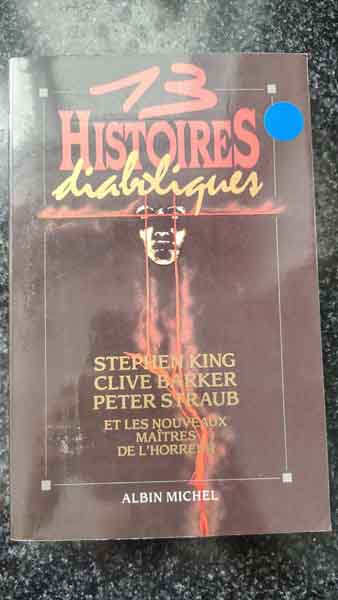 13
HISTOIRES
diaboliques
STEPHEN KING
CLIVE BARKER
PETER STRAUB
ET LES NOUVEAUX
MAÎTRES
DE L'HORREUR
ALBIN MICHEL